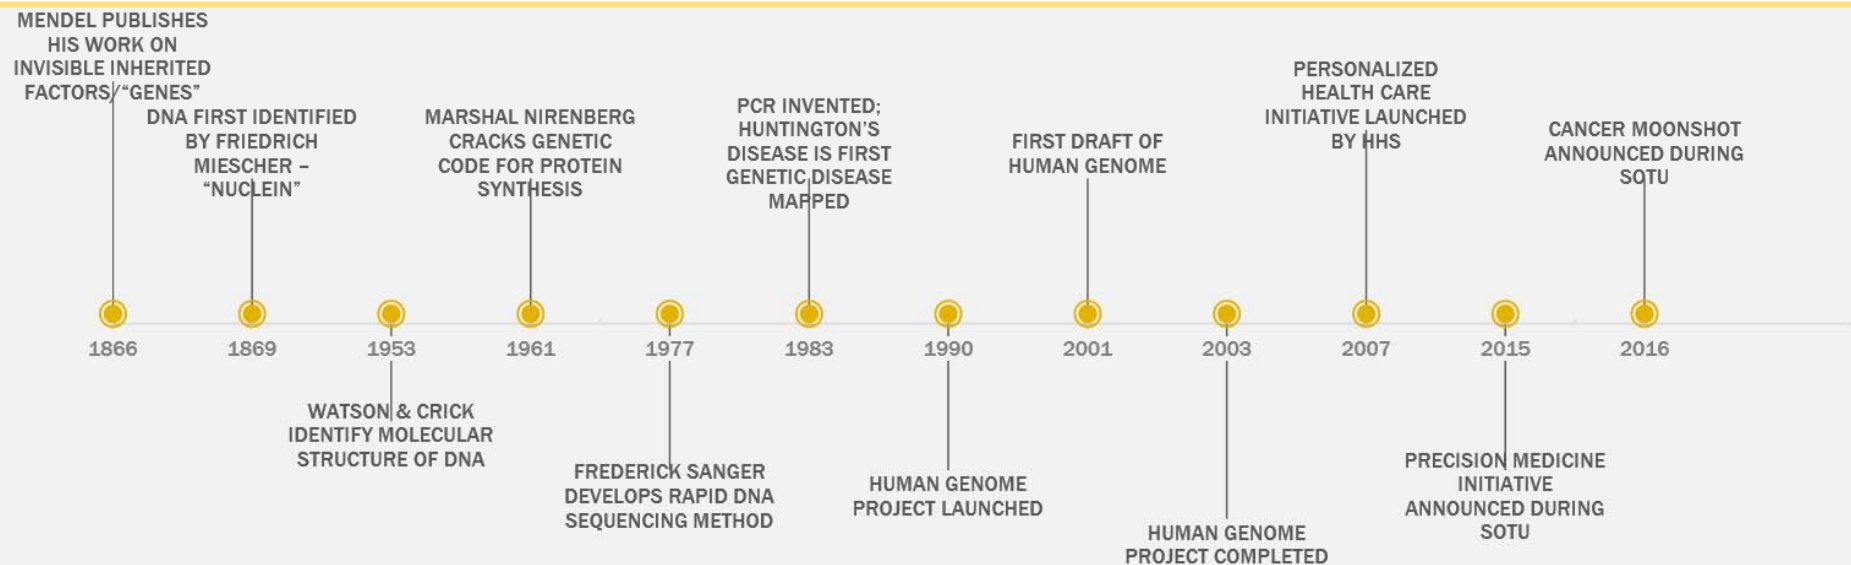 MENDEL PUBLISHES
HIS WORK ON
INVISIBLE INHERITED
FACTORS/“GENES”
DNA FIRST IDENTIFIED
BY FRIEDRICH
MIESCHER –
“NUCLEIN”
MARSHAL NIRENBERG
CRACKS GENETIC
CODE FOR PROTEIN
SYNTHESIS
PCR INVENTED;
HUNTINGTON’S
DISEASE IS FIRST
GENETIC DISEASE
MAPPED
FIRST DRAFT OF
HUMAN GENOME
PERSONALIZED
HEALTH CARE
INITIATIVE LAUNCHED
BY HHS
CANCER MOONSHOT
ANNOUNCED DURING
SOTU
1866
1869
1953
1961
1977
1983
1990
2001
2003
2007
2015
2016
WATSON & CRICK
IDENTIFY MOLECULAR
STRUCTURE OF DNA
FREDERICK SANGER
DEVELOPS RAPID DNA
SEQUENCING METHOD
HUMAN GENOME
PROJECT LAUNCHED
HUMAN GENOME
PROJECT COMPLETED
PRECISION MEDICINE
INITIATIVE
ANNOUNCED DURING
SOTU